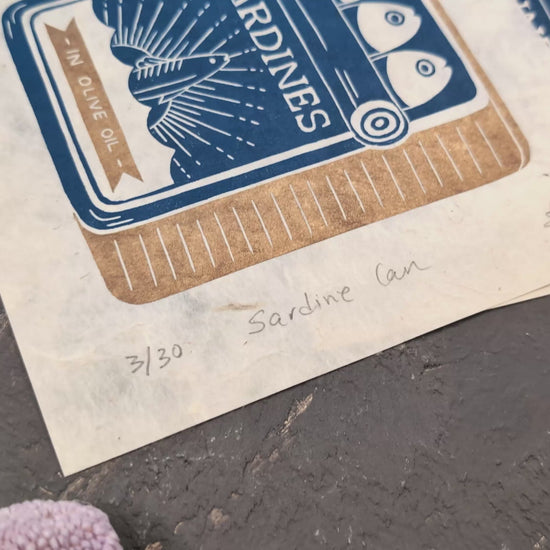 ARDINES
- IN OLIVE OIL -
3/30
Sardine Can